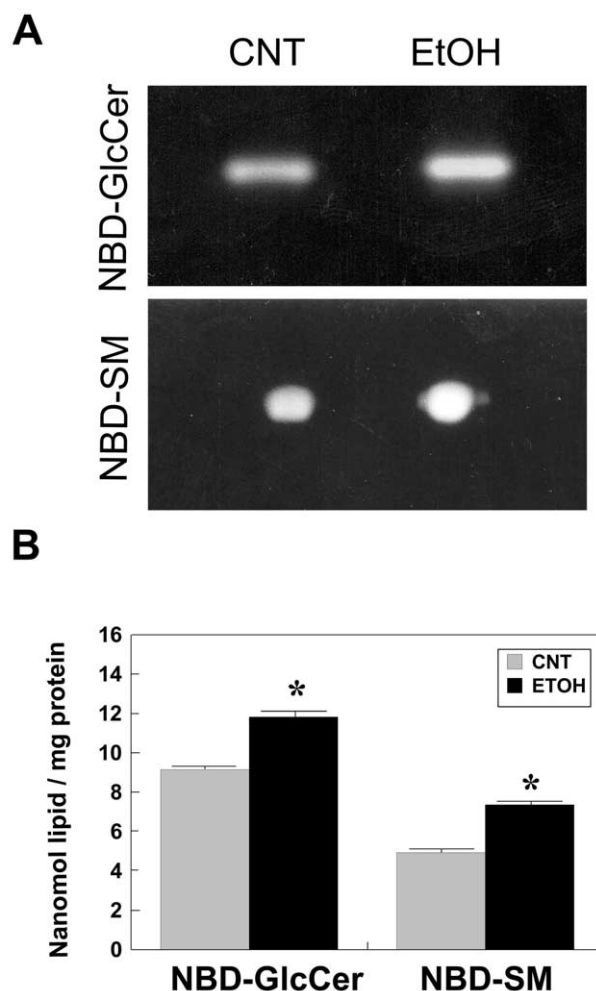 A
CNT EtOH
NBD-GlcCer
NBD-SM
B
Nanomol lipid / mg protein
16
14
12
10
8
6
4
2
0
CNT
ETOH
*
*
NBD-GlcCer NBD-SM